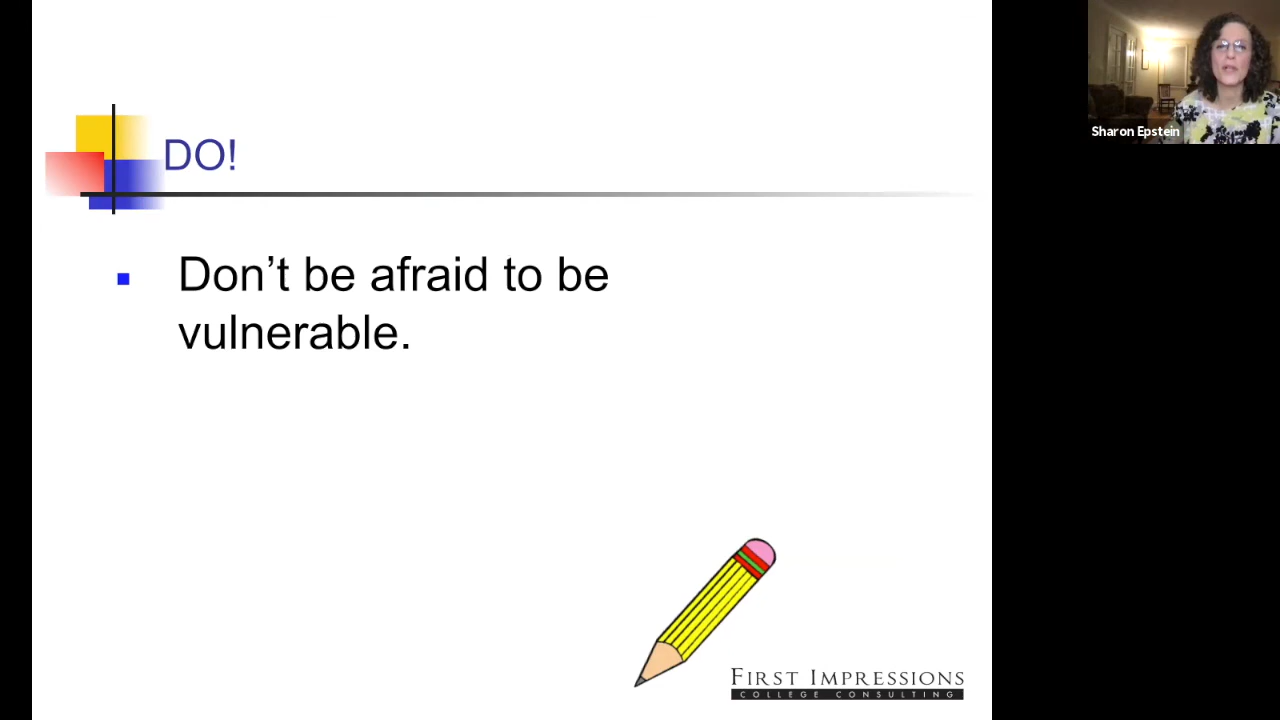 DO!
Don’t be afraid to be
vulnerable.
FIRST IMPRESSIONS
COLLEGE CONSULTING
Sharon Epstein